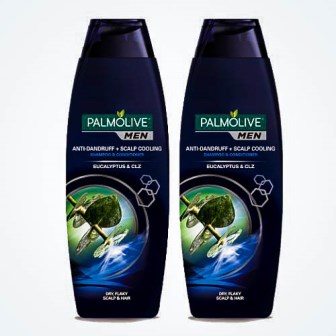 PALMOLIVE
MEN
ANTI-DANDRUFF + SCALP COOLING
SHAMPOO & CONDITIONER
EUCALYPTUS & CLZ
DRY, FLAKY
SCALP & HAIR
PALMOLIVE
MEN
ANTI-DANDRUFF + SCALP COOLING
SHAMPOO & CONDITIONER
EUCALYPTUS & CLZ
DRY, FLAKY
SCALP & HAIR